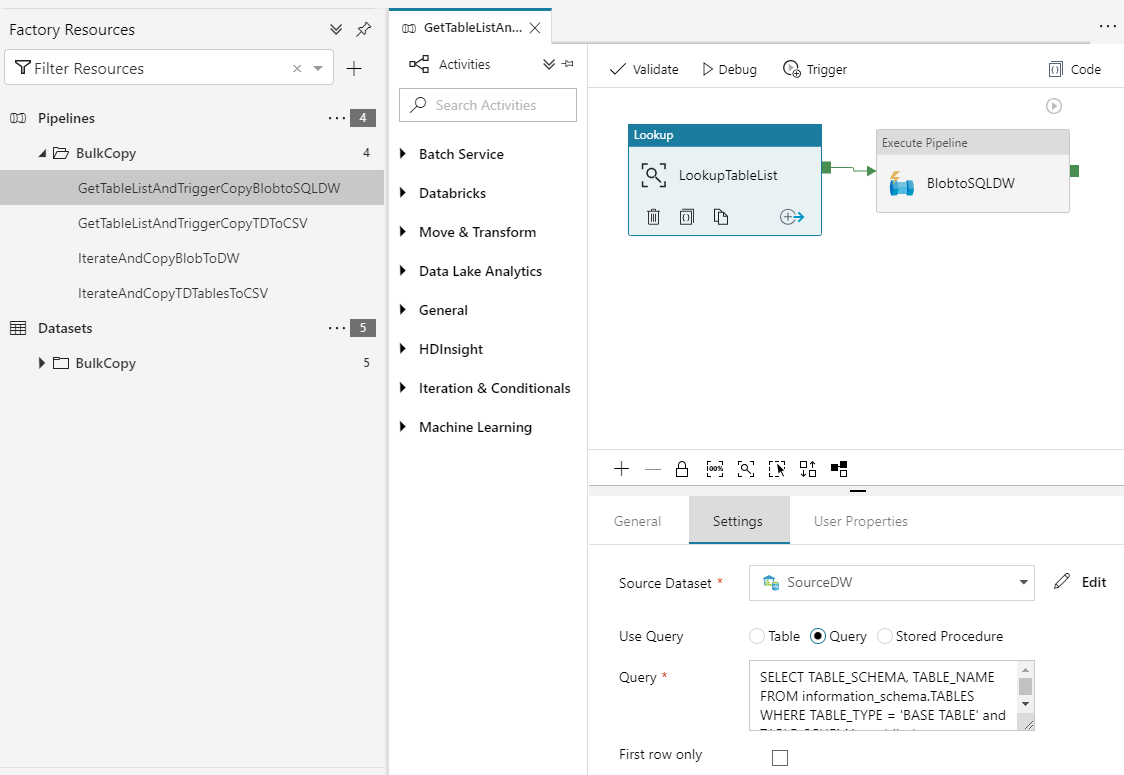 Factory Resources
Filter Resources
Pipelines
4
BulkCopy
4
GetTableListAndTriggerCopyBlobtoSQLDW
GetTableListAndTriggerCopyTDToCSV
IterateAndCopyBlobToDW
IterateAndCopyTDTablesToCSV
Datasets
5
BulkCopy
5
GetTableListAn...
Activities
Search Activities
Batch Service
Databricks
Move & Transform
Data Lake Analytics
General
HDInsight
Iteration & Conditionals
Machine Learning
Validate
Debug
Trigger
Code
Lookup
LookupTableList
Execute Pipeline
BlobtoSQLDW
100%
General
Settings
User Properties
Source Dataset *
SourceDW
Edit
Use Query
Table
Query
Stored Procedure
Query *
SELECT TABLE_SCHEMA, TABLE_NAME
FROM information_schema.TABLES
WHERE TABLE_TYPE = 'BASE TABLE' and
First row only